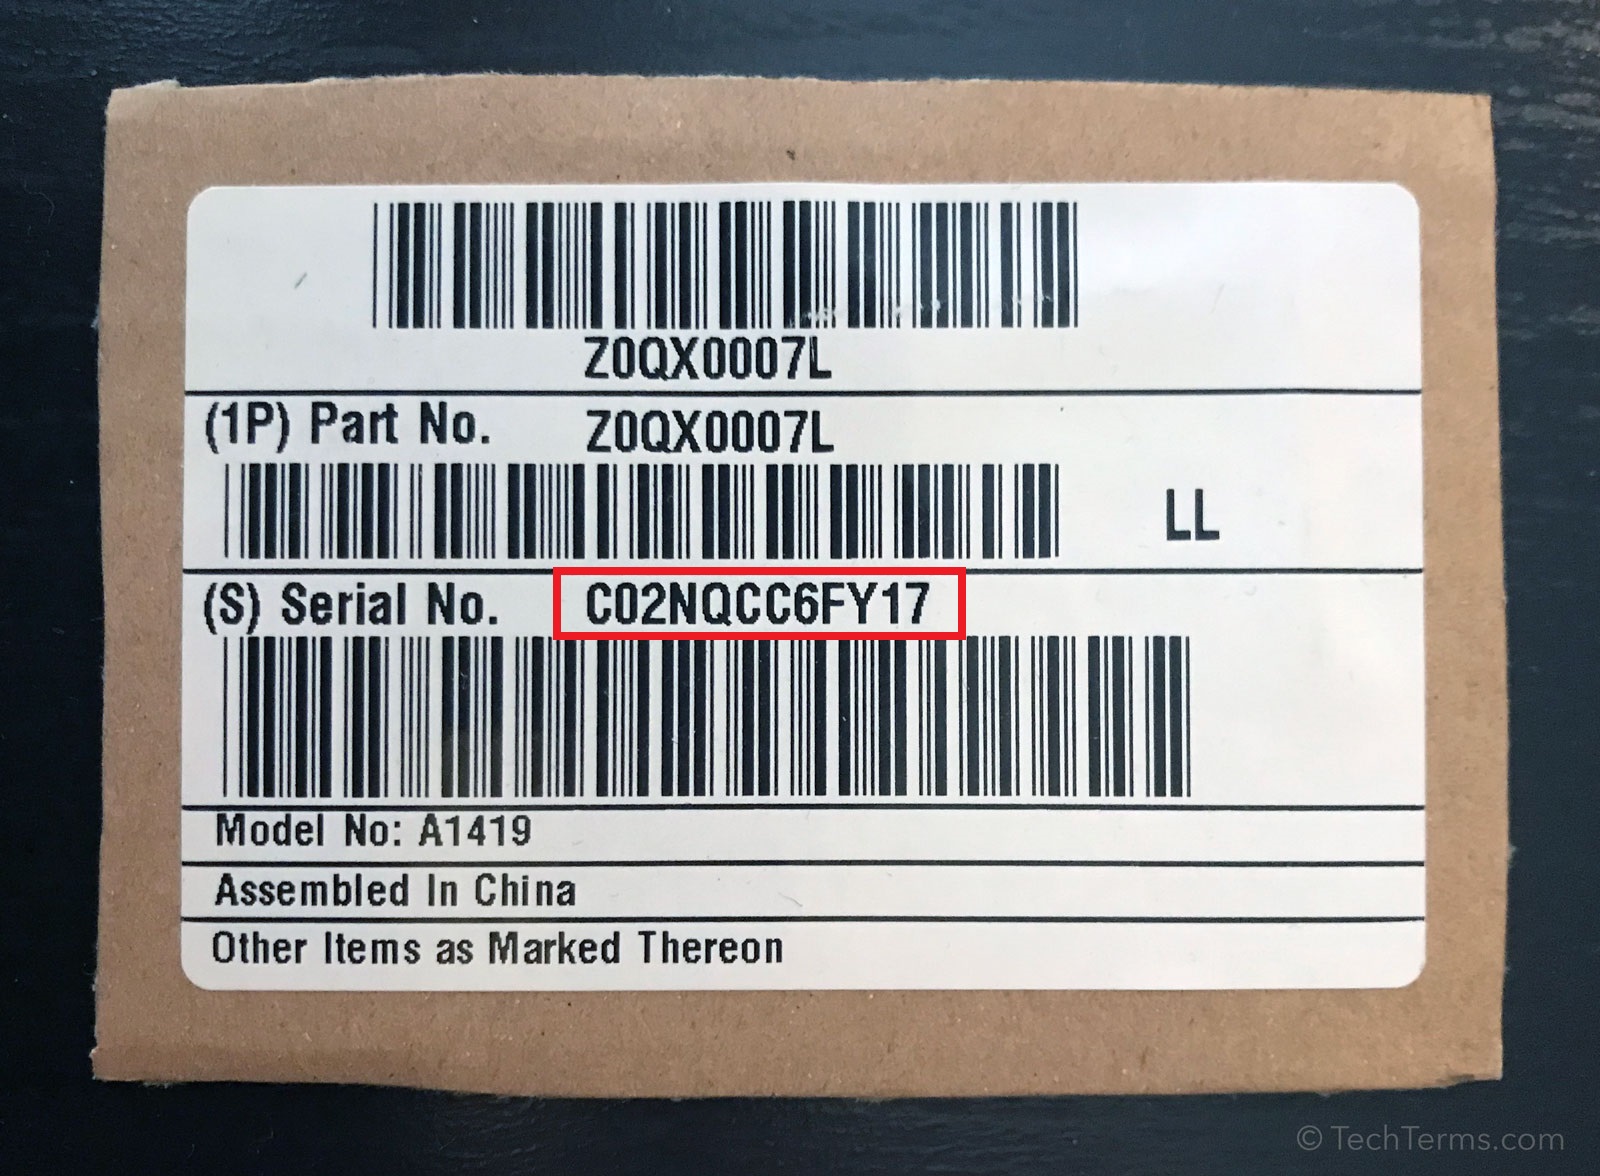 Z0QX0007L
(1P) Part No. Z0QX0007L
LL
(S) Serial No. C02NQCC6FY17
Model No: A1419
Assembled In China
Other Items as Marked Thereon
© TechTerms.com